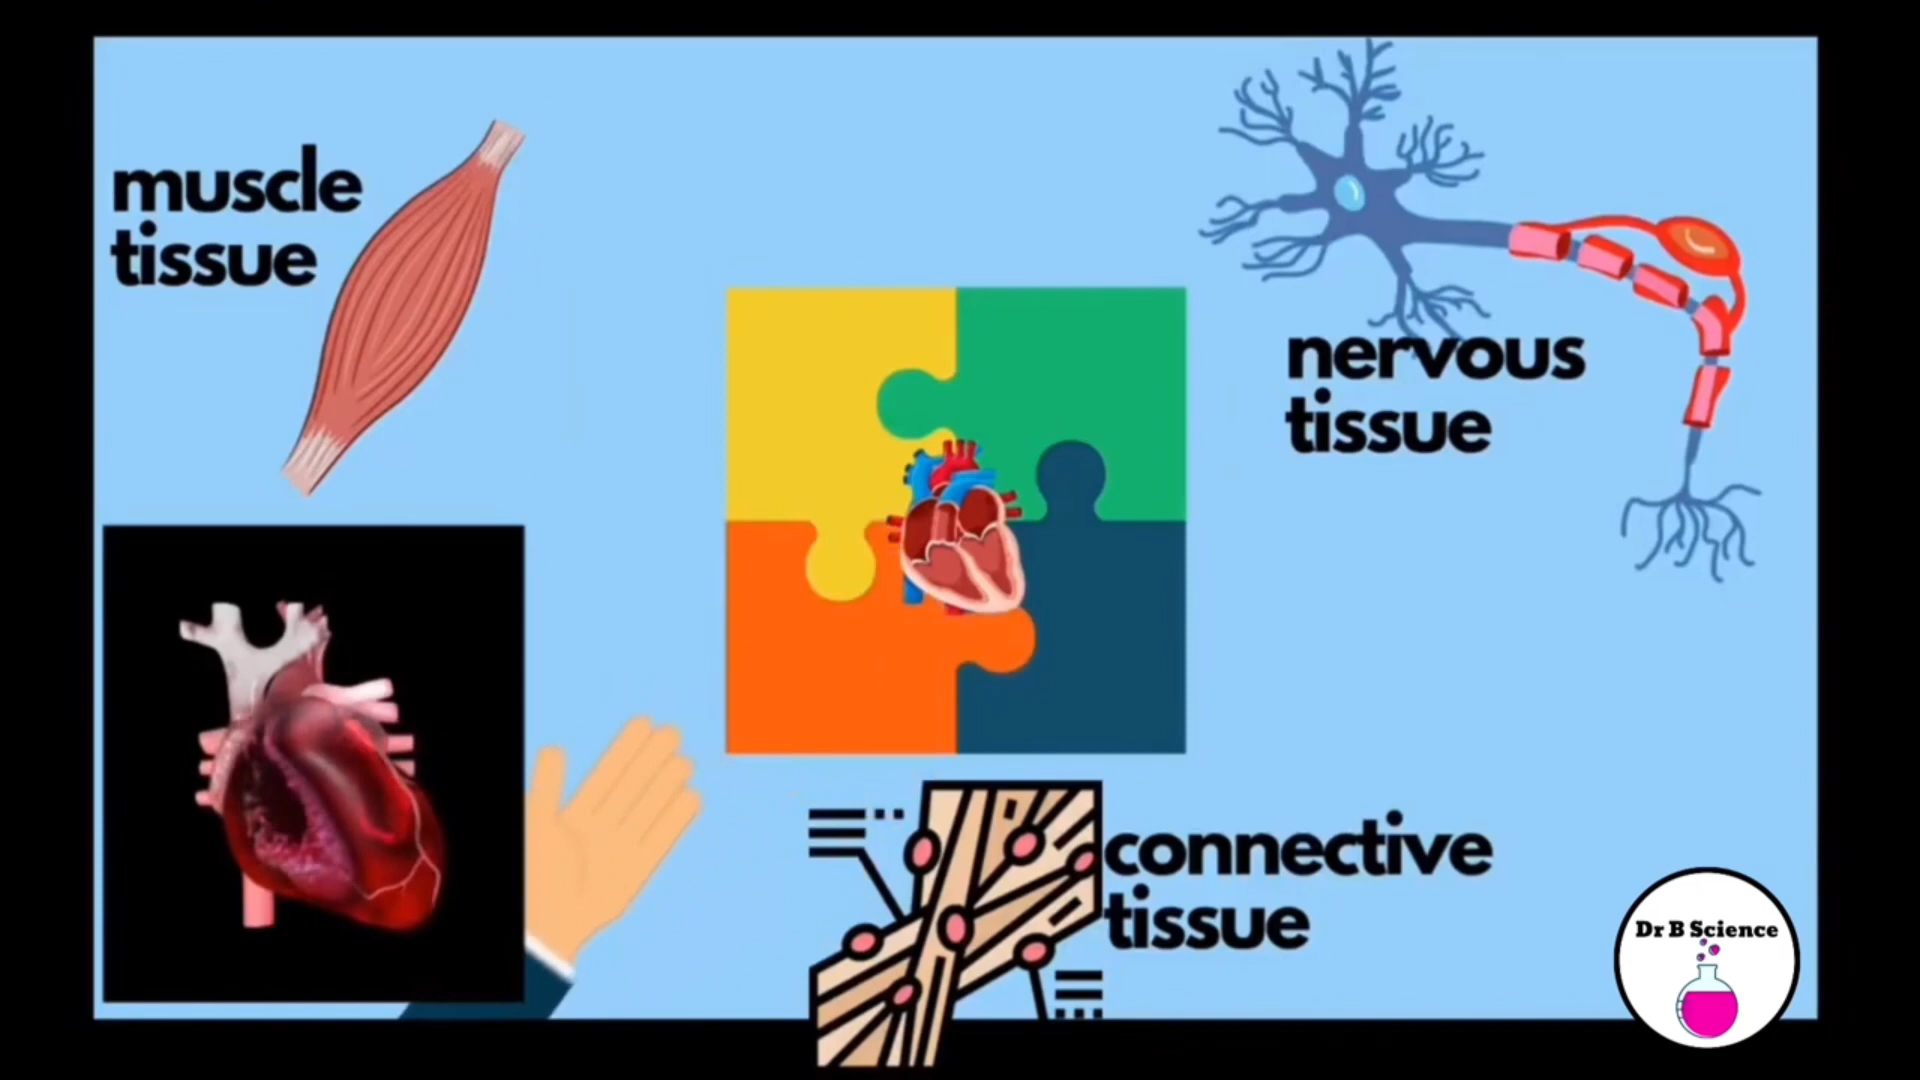 muscle
tissue
nervous
tissue
connective
tissue
Dr B Science